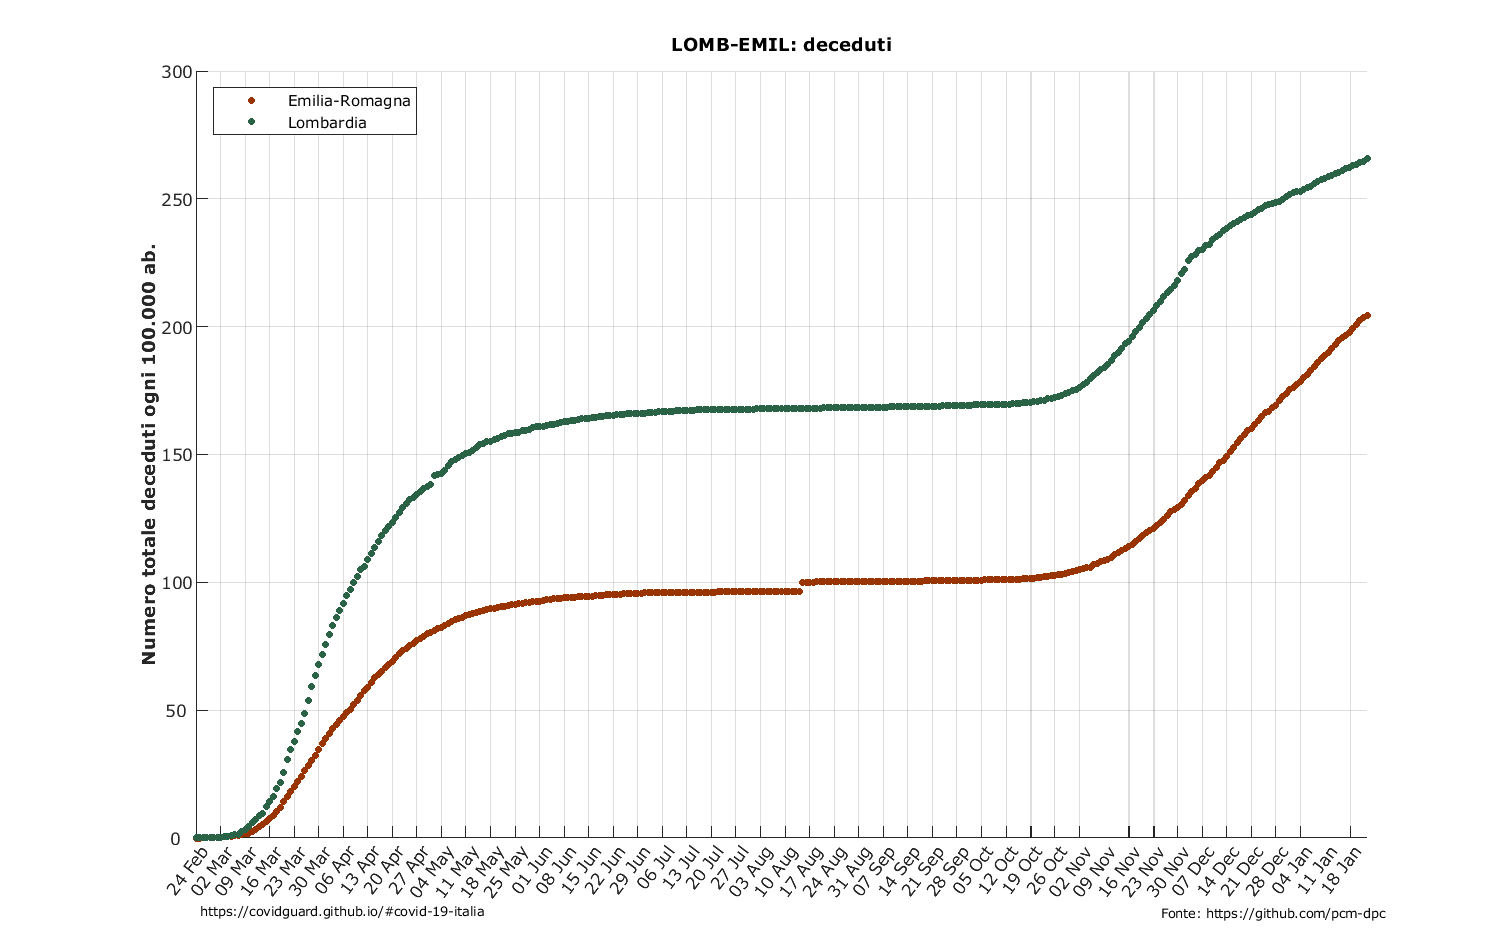 LOMB-EMIL: deceduti
Emilia-Romagna
Lombardia
Numero totale deceduti ogni 100.000 ab.
300
250
200
150
100
50
0
24 Feb
02 Mar
09 Mar
16 Mar
23 Mar
30 Mar
06 Apr
13 Apr
20 Apr
27 Apr
04 May
11 May
18 May
25 May
01 Jun
08 Jun
15 Jun
22 Jun
29 Jun
06 Jul
13 Jul
20 Jul
27 Jul
03 Aug
10 Aug
17 Aug
24 Aug
31 Aug
07 Sep
14 Sep
21 Sep
28 Sep
05 Oct
12 Oct
19 Oct
26 Oct
02 Nov
09 Nov
16 Nov
23 Nov
30 Nov
07 Dec
14 Dec
21 Dec
28 Dec
04 Jan
11 Jan
18 Jan
https://covidguard.github.io/#covid-19-italia
Fonte: https://github.com/pcm-dpc